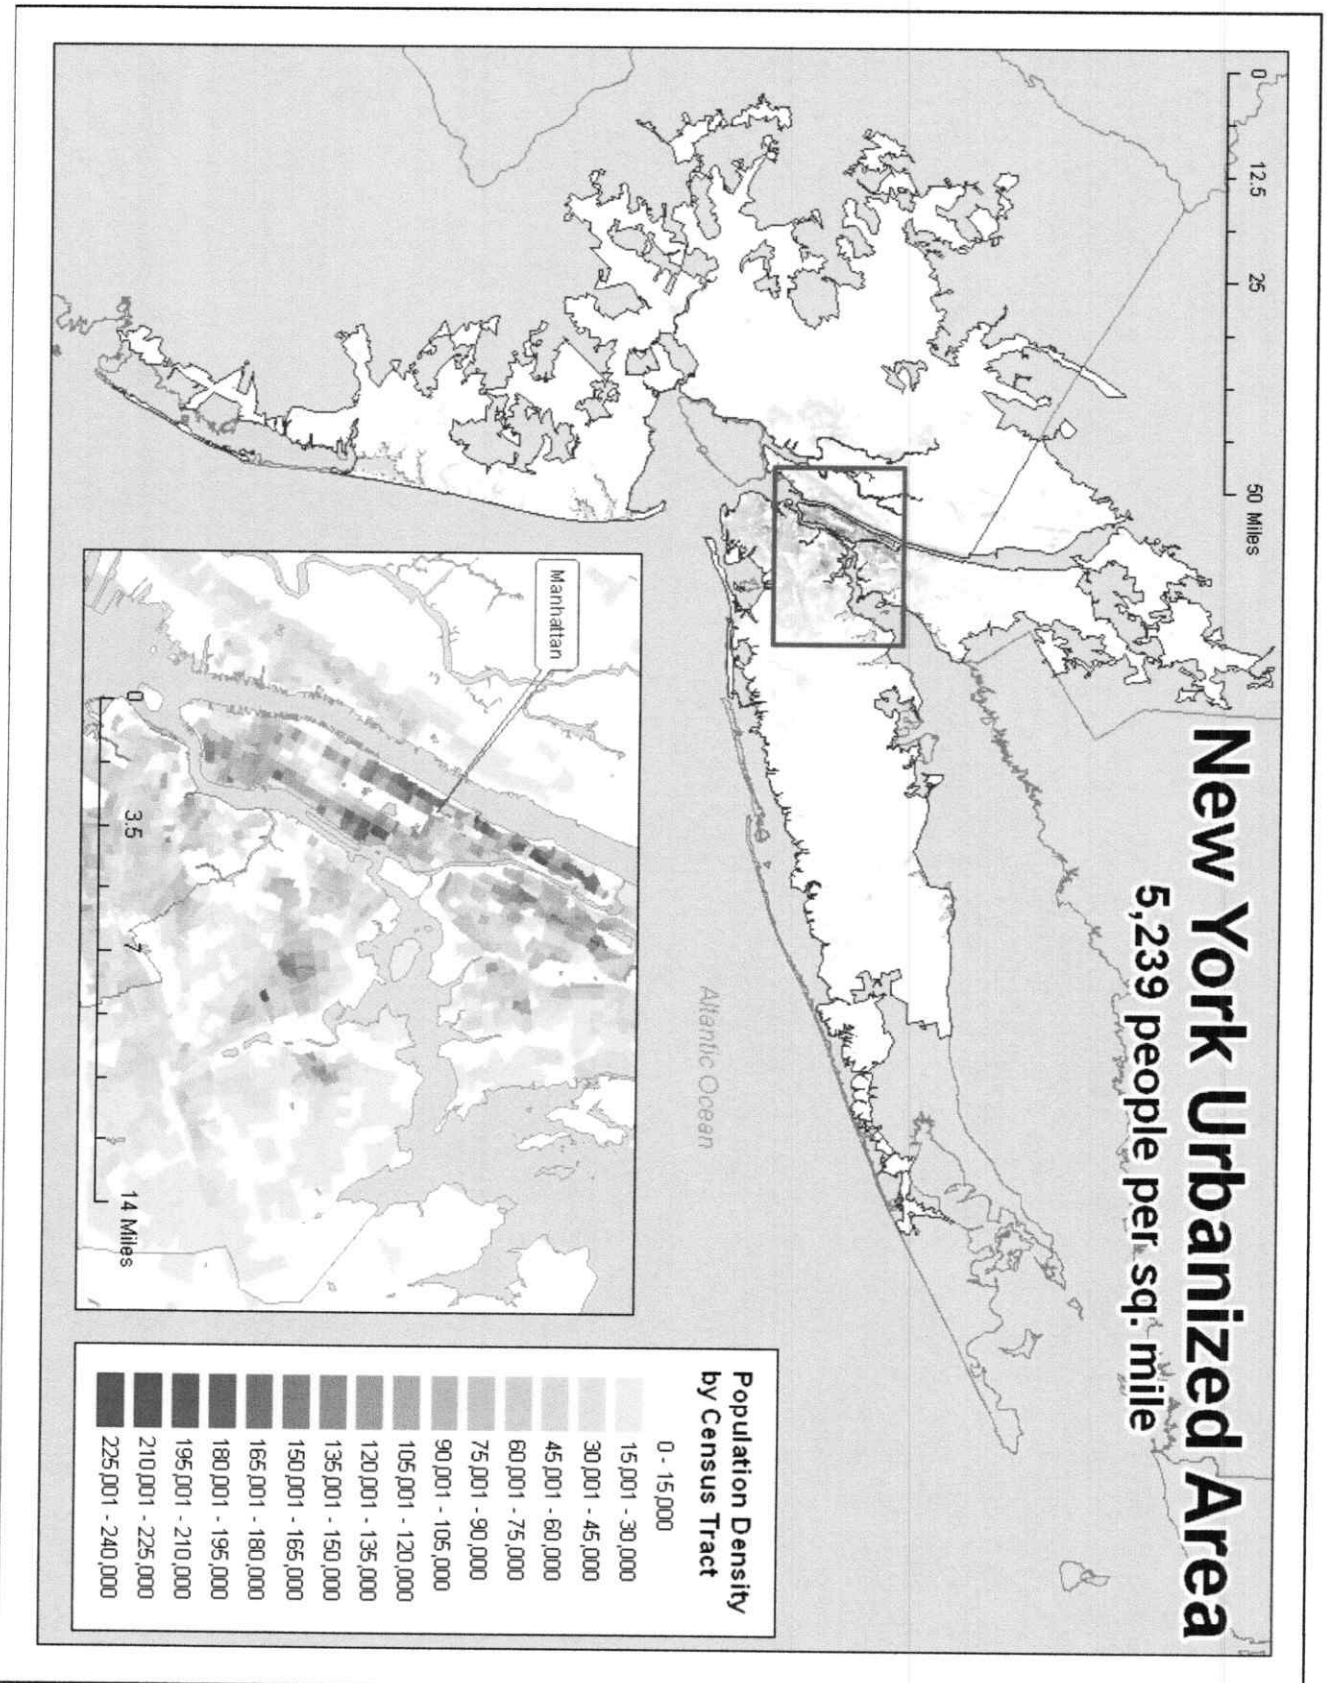 New York Urbanized Area
5,239 people per sq. mile
0 12.5 25 50 Miles
Atlantic Ocean
Manhattan
0 3.5 7 14 Miles
Population Density
by Census Tract
0 - 15,000
15,001 - 30,000
30,001 - 45,000
45,001 - 60,000
60,001 - 75,000
75,001 - 90,000
90,001 - 105,000
105,001 - 120,000
120,001 - 135,000
135,001 - 150,000
150,001 - 165,000
165,001 - 180,000
180,001 - 195,000
195,001 - 210,000
210,001 - 225,000
225,001 - 240,000